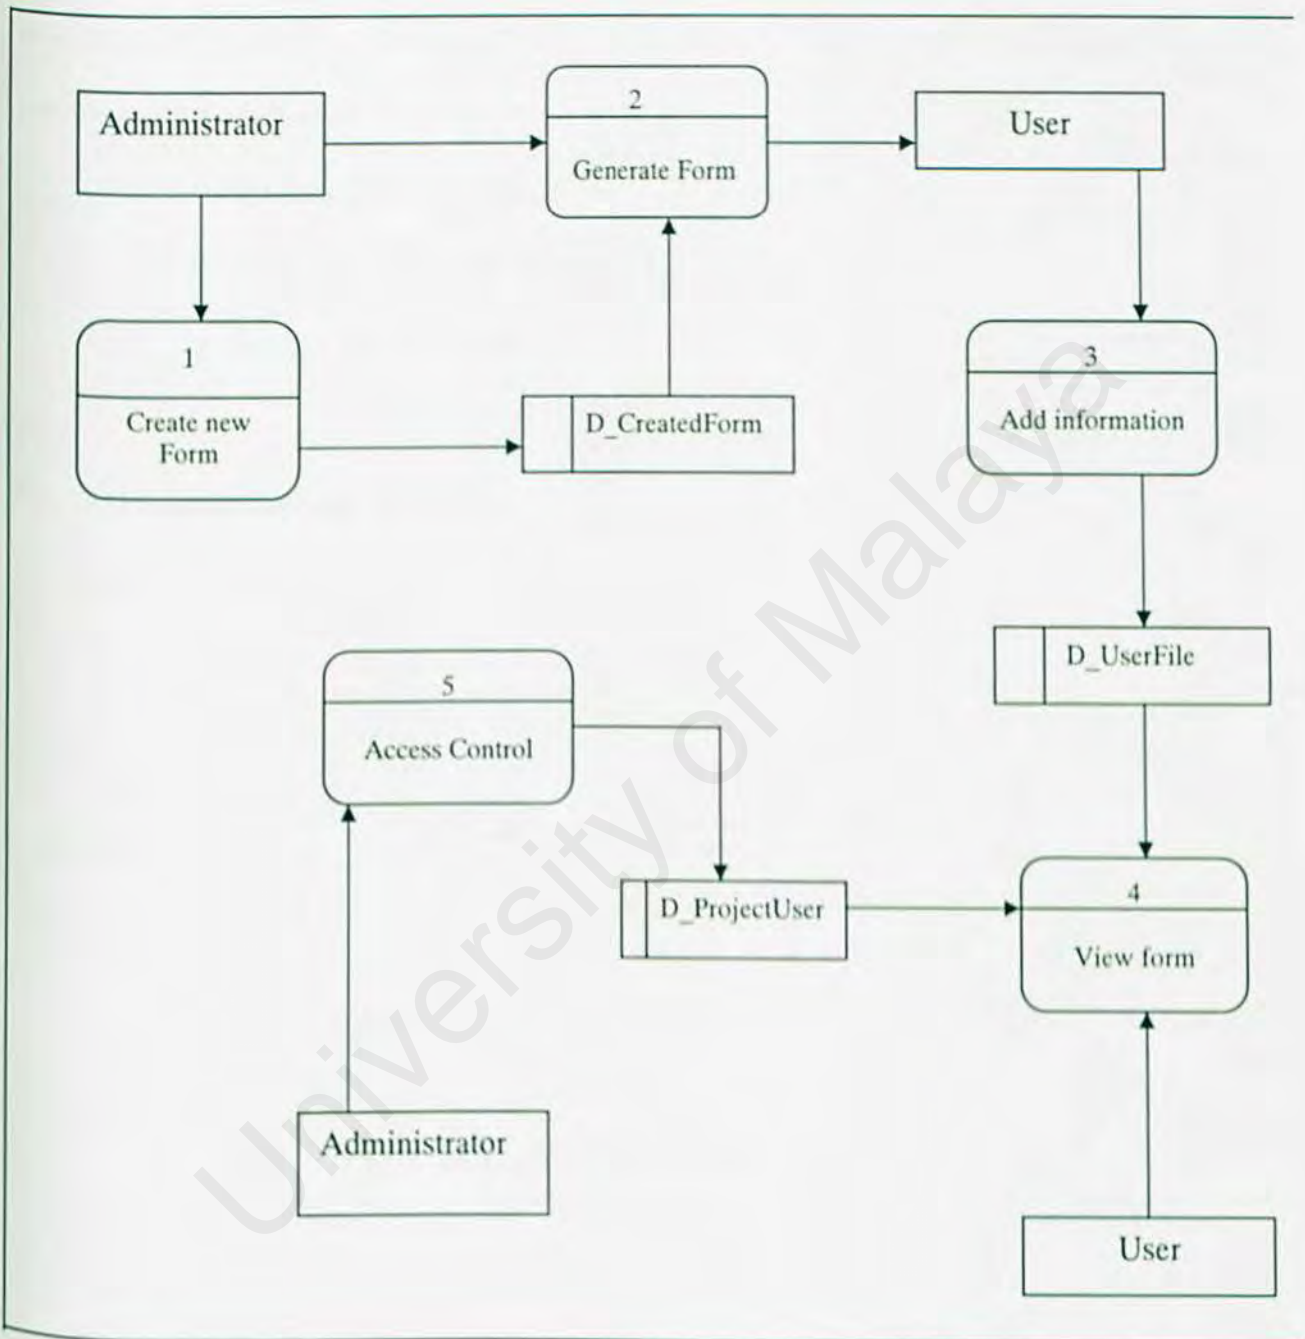 Administrator
2
Generate Form
User
1
Create new
Form
D_CreatedForm
3
Add information
D_UserFile
5
Access Control
D_ProjectUser
4
View form
Administrator
User
University of Malaya